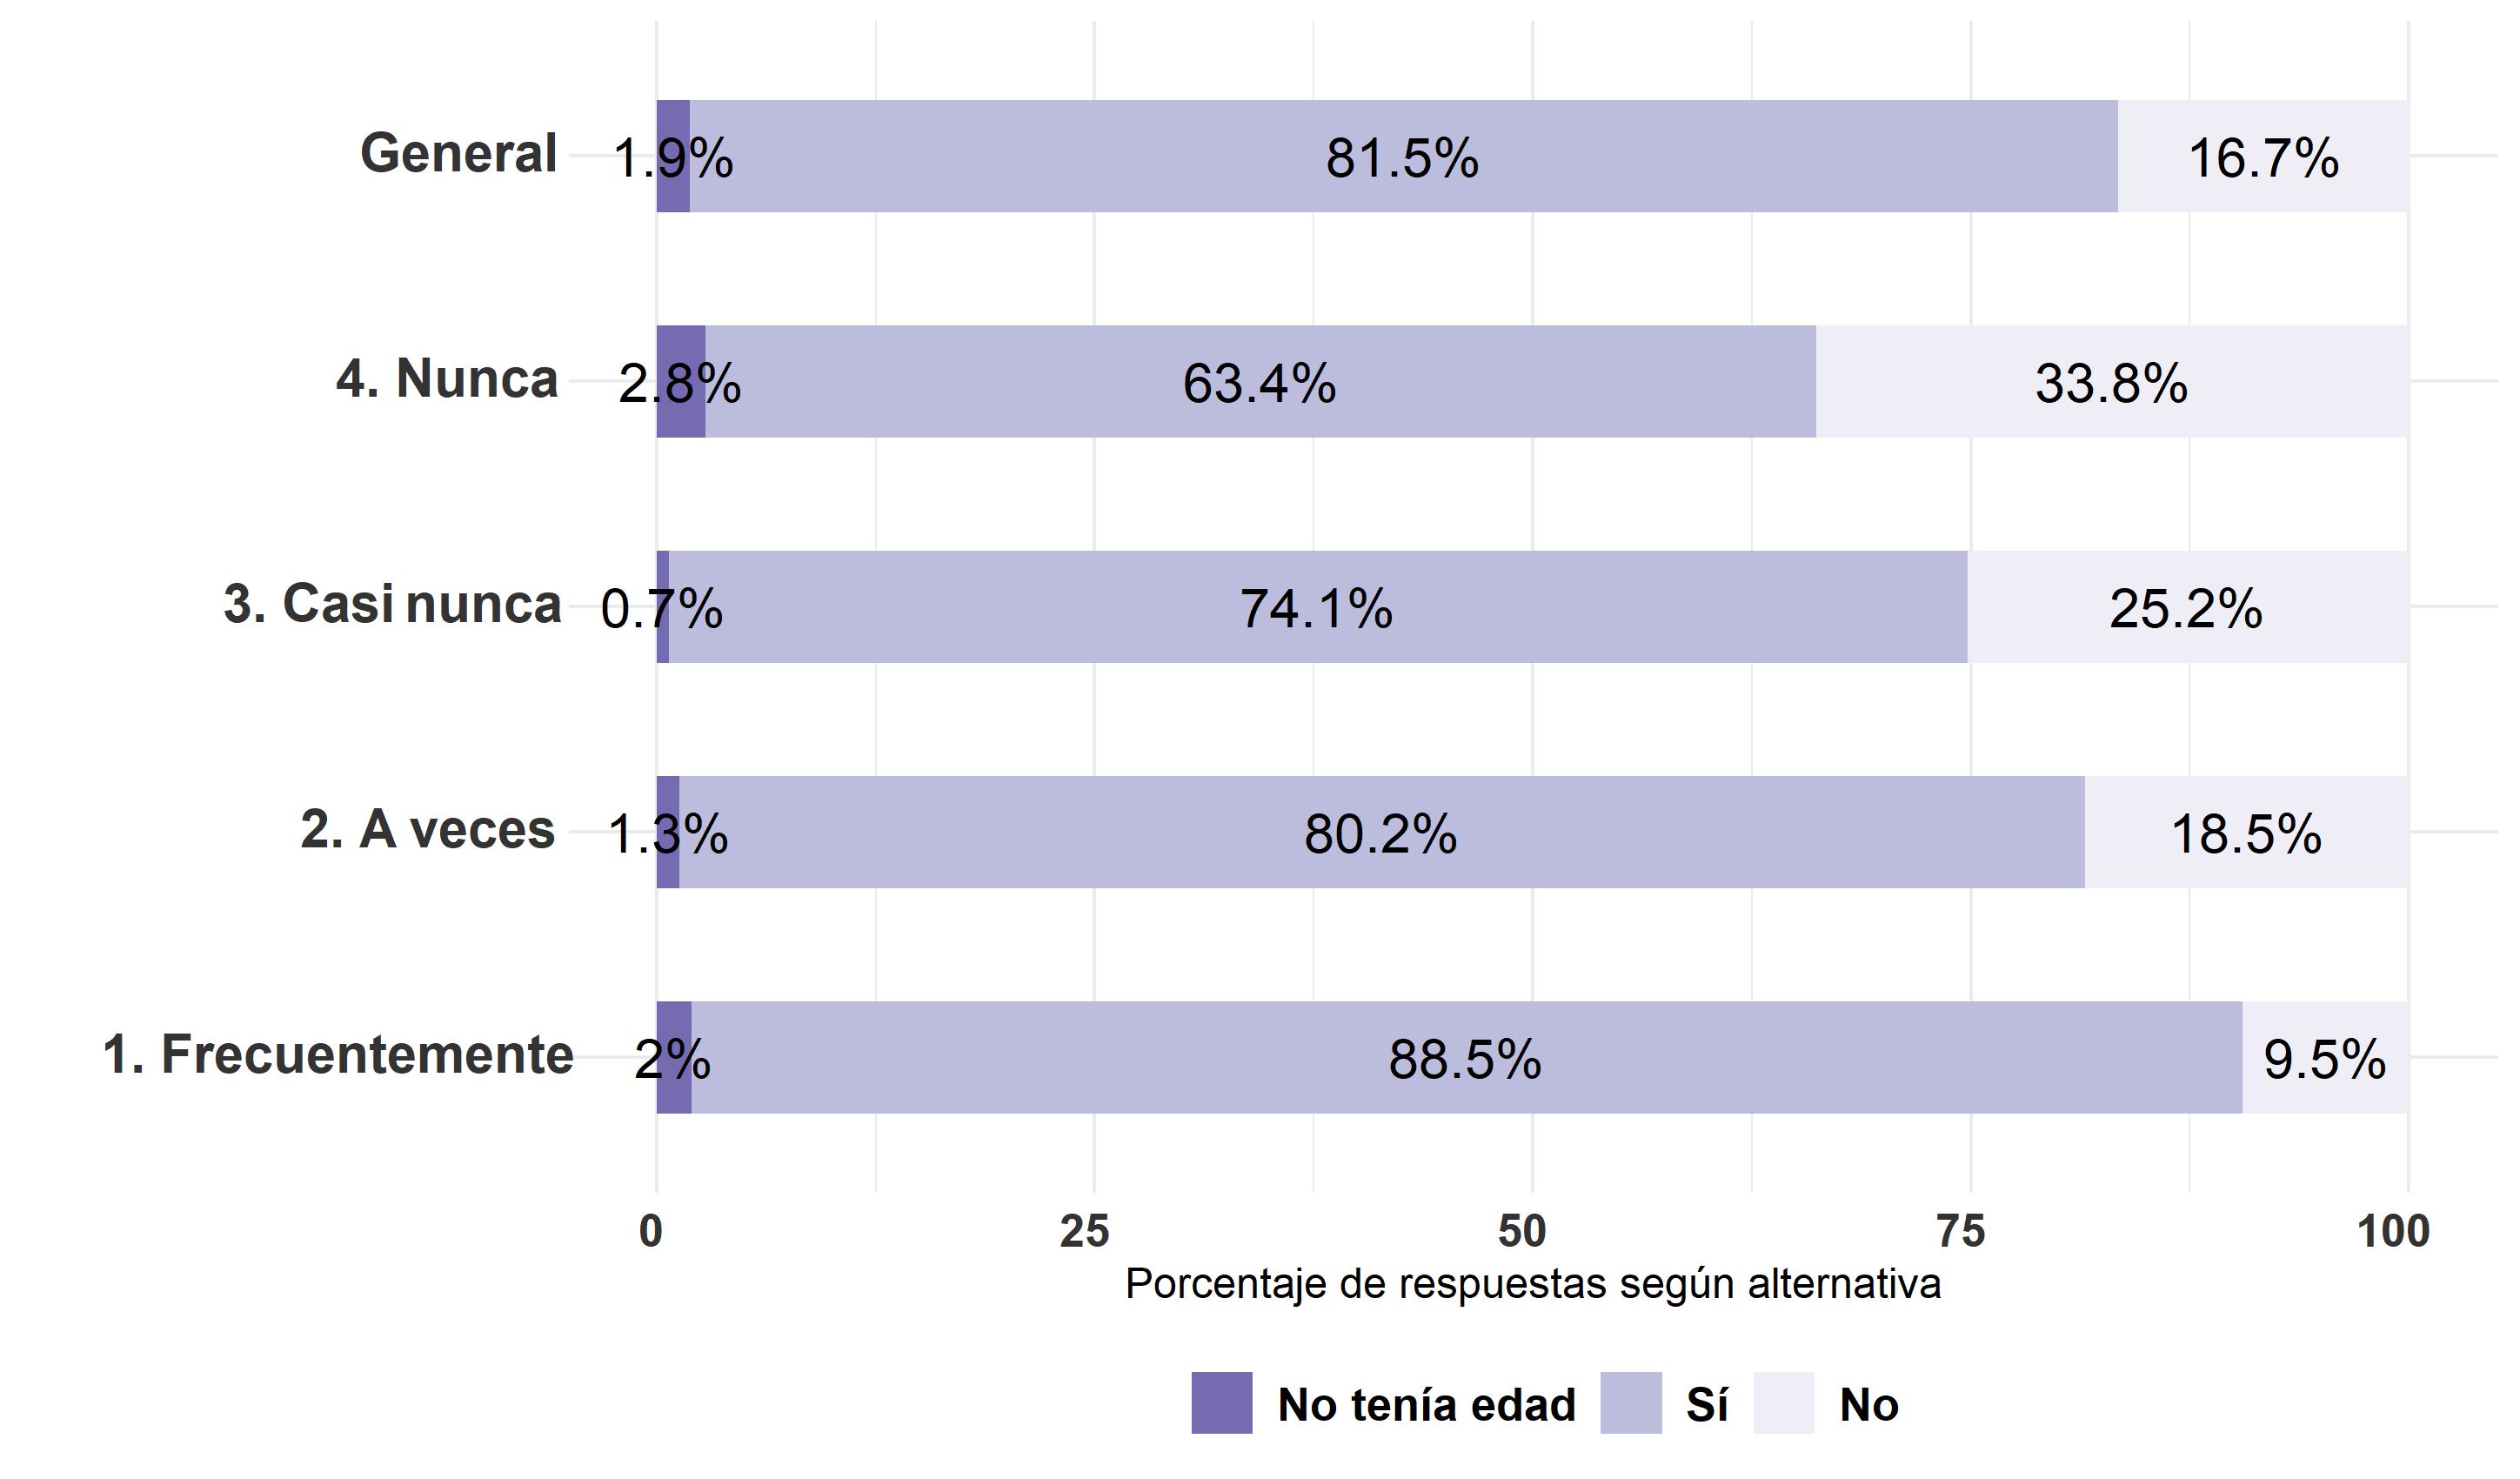 General 1.9% 81.5% 16.7%
4. Nunca 2.8% 63.4% 33.8%
3. Casi nunca 0.7% 74.1% 25.2%
2. A veces 1.3% 80.2% 18.5%
1. Frecuentemente 2% 88.5% 9.5%
0 25 50 75 100
Porcentaje de respuestas según alternativa
No tenía edad Sí No